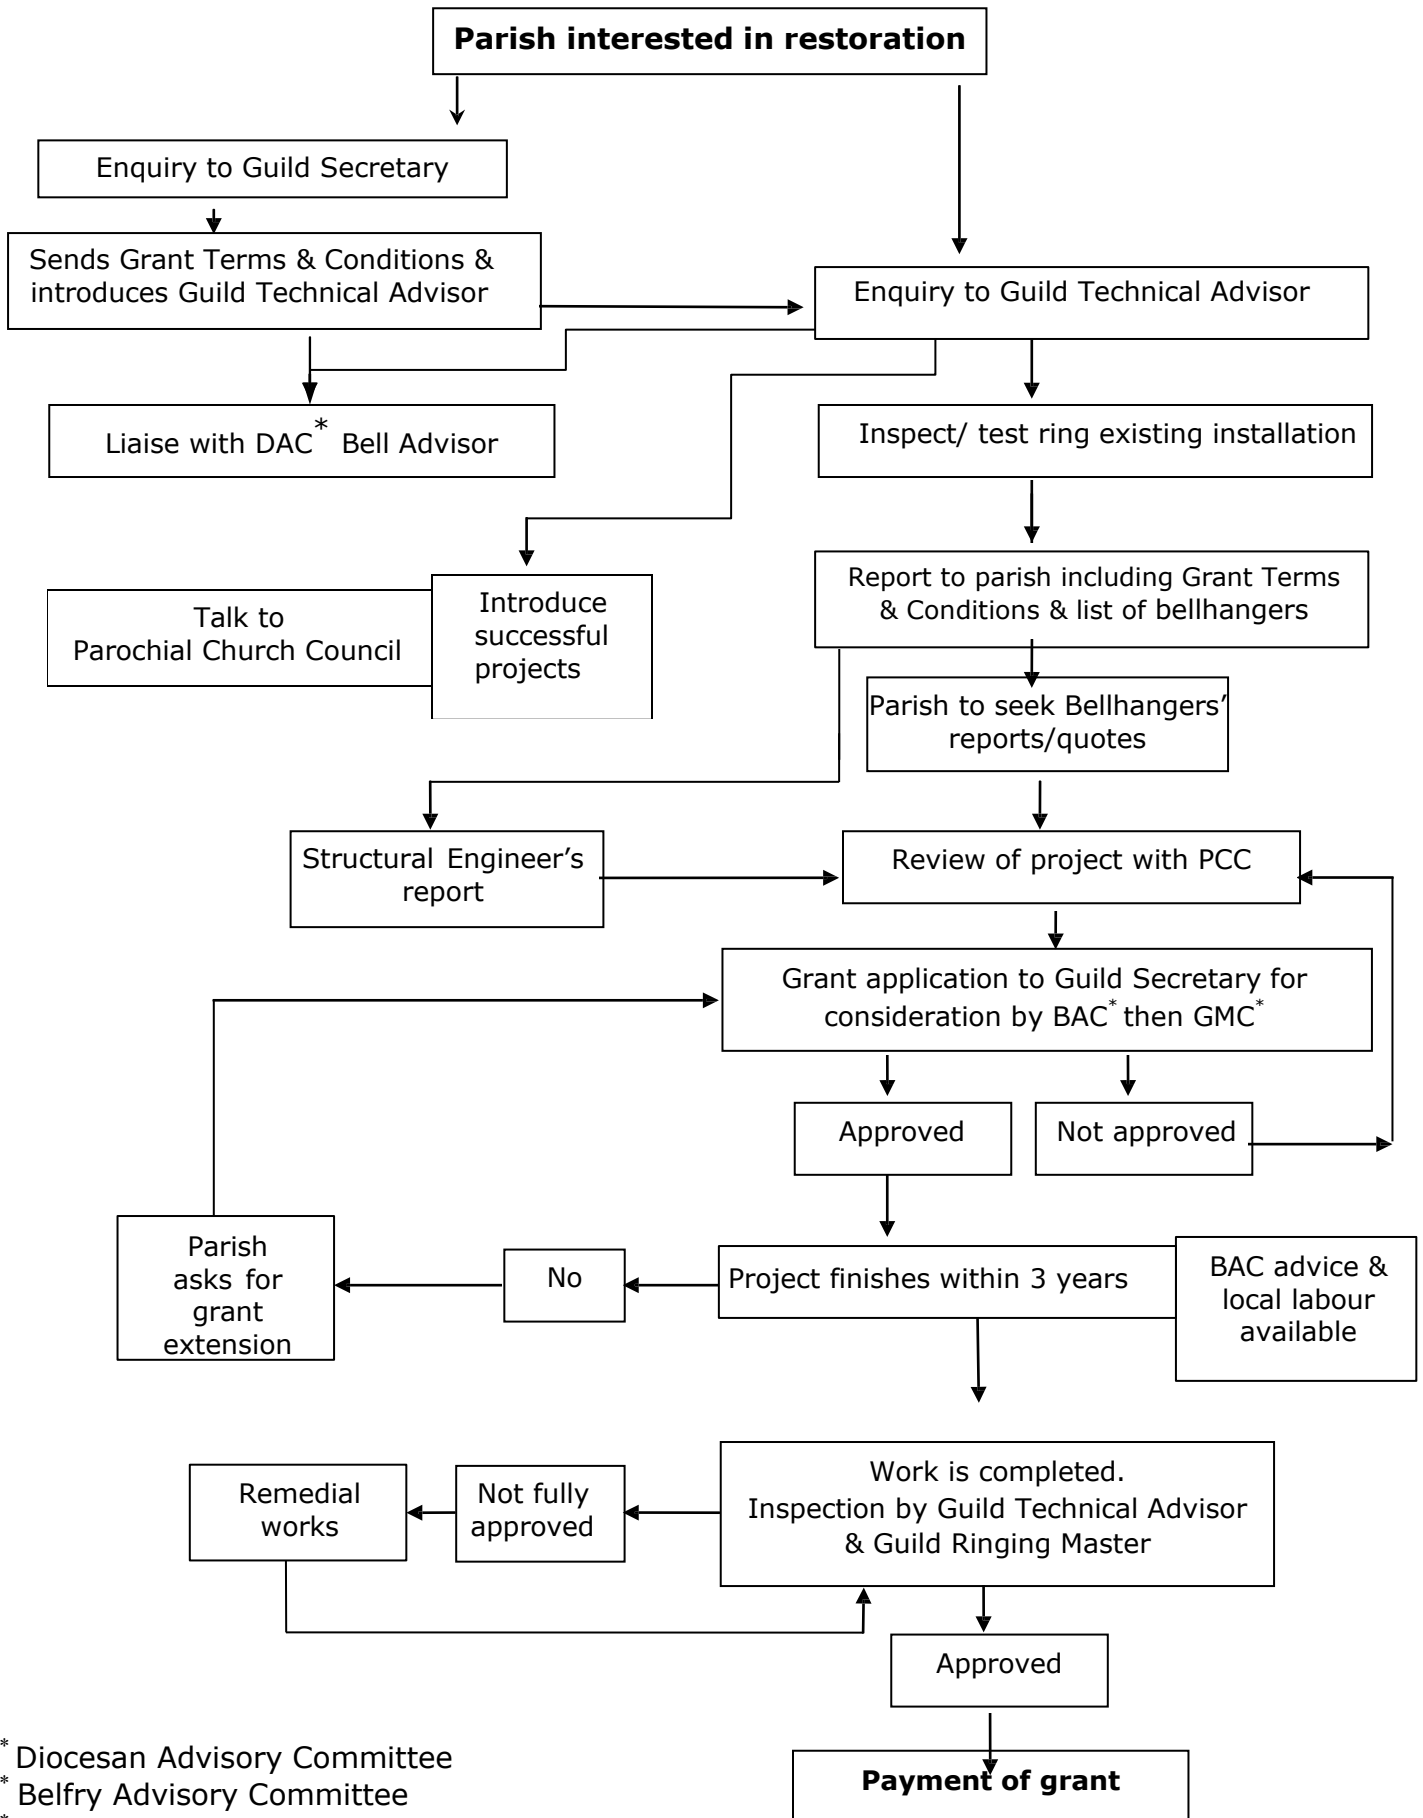 Parish interested in restoration
Enquiry to Guild Secretary
Sends Grant Terms & Conditions &
introduces Guild Technical Advisor
Enquiry to Guild Technical Advisor
Liaise with DAC* Bell Advisor
Inspect/ test ring existing installation
Talk to
Parochial Church Council
Introduce
successful
projects
Report to parish including Grant Terms
& Conditions & list of bellhangers
Parish to seek Bellhangers’
reports/quotes
Structural Engineer’s
report
Review of project with PCC
Grant application to Guild Secretary for
consideration by BAC* then GMC*
Approved
Not approved
Parish
asks for
grant
extension
No
Project finishes within 3 years
BAC advice &
local labour
available
Remedial
works
Not fully
approved
Work is completed.
Inspection by Guild Technical Advisor
& Guild Ringing Master
Approved
Payment of grant
* Diocesan Advisory Committee
* Belfry Advisory Committee
*